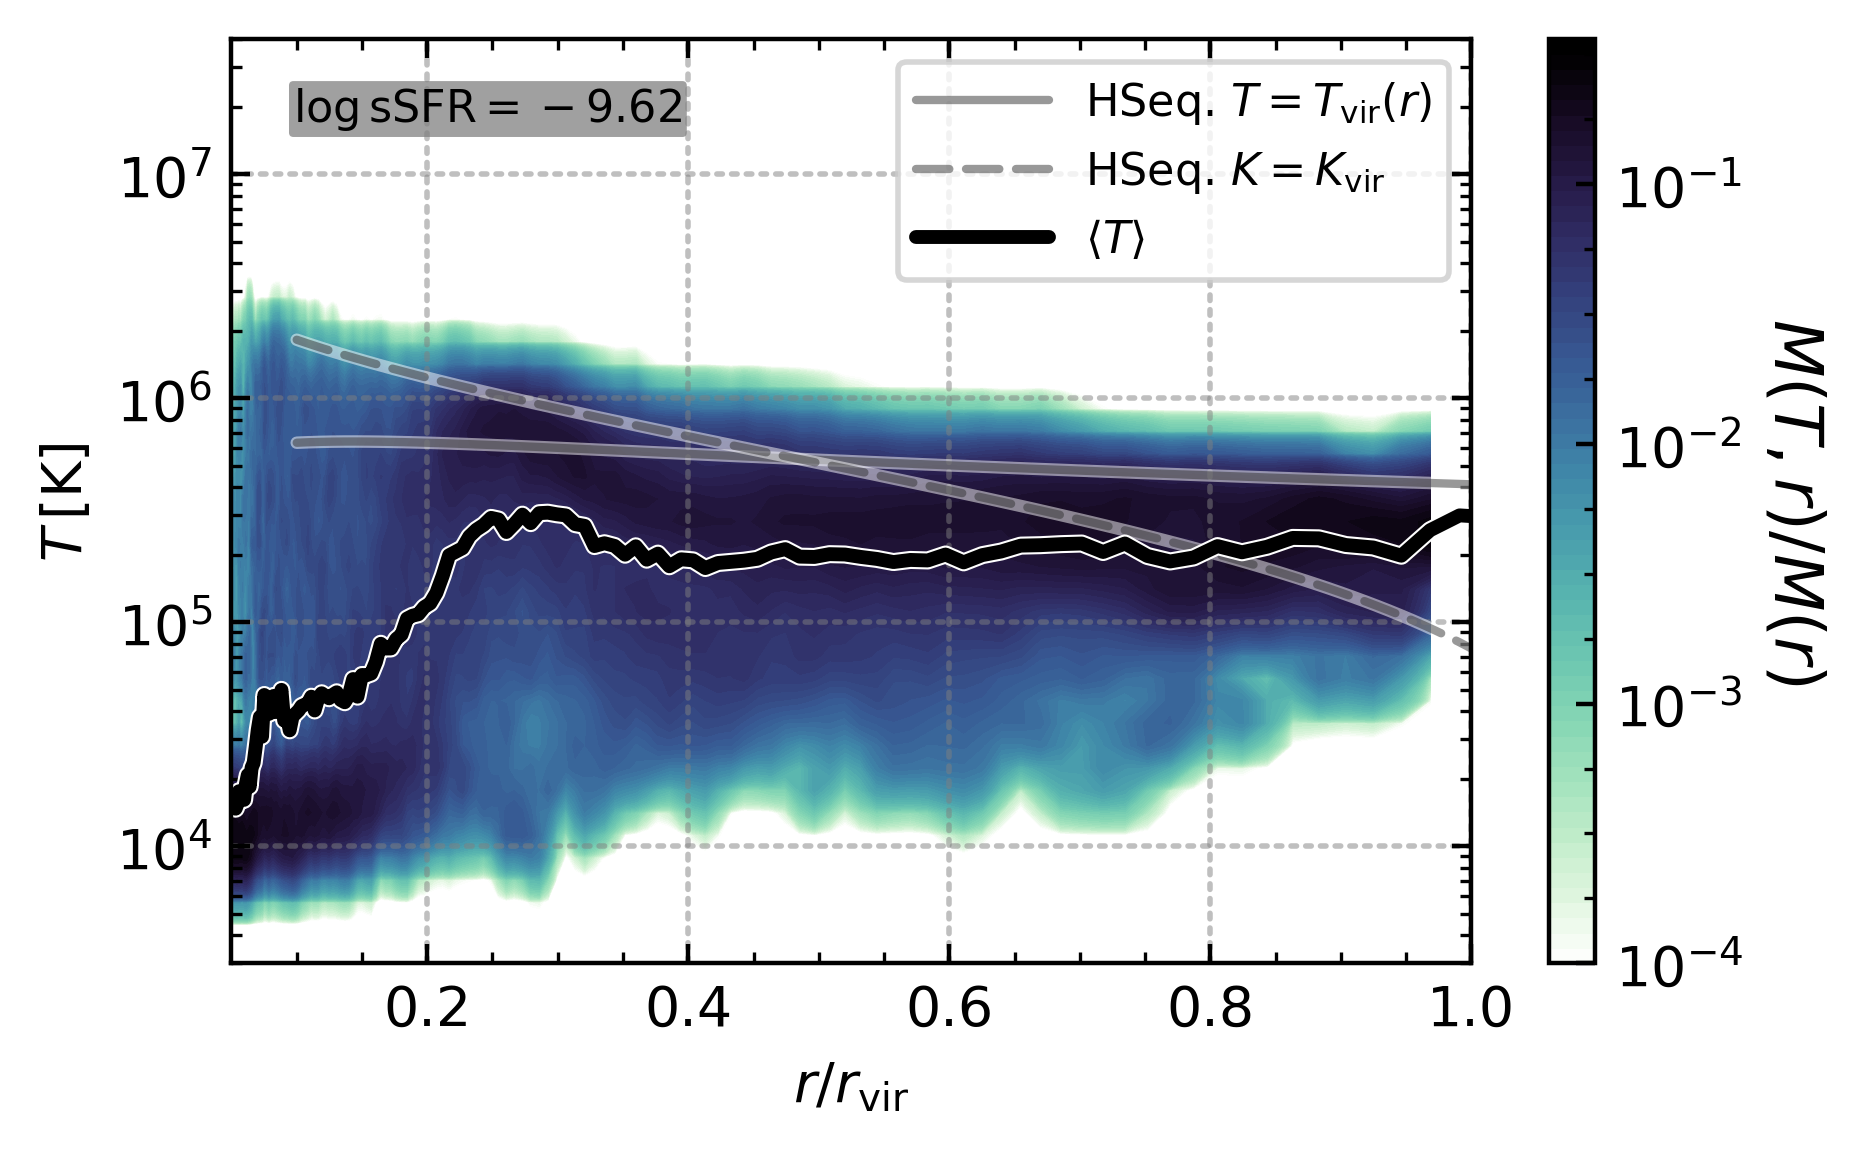 log sSFR = −9.62
HSeq. T = T_vir(r)
HSeq. K = K_vir
⟨T⟩
10^7
10^6
10^5
10^4
T [K]
0.2 0.4 0.6 0.8 1.0
r/r_vir
10^−1
10^−2
10^−3
10^−4
M(T, r)/M(r)